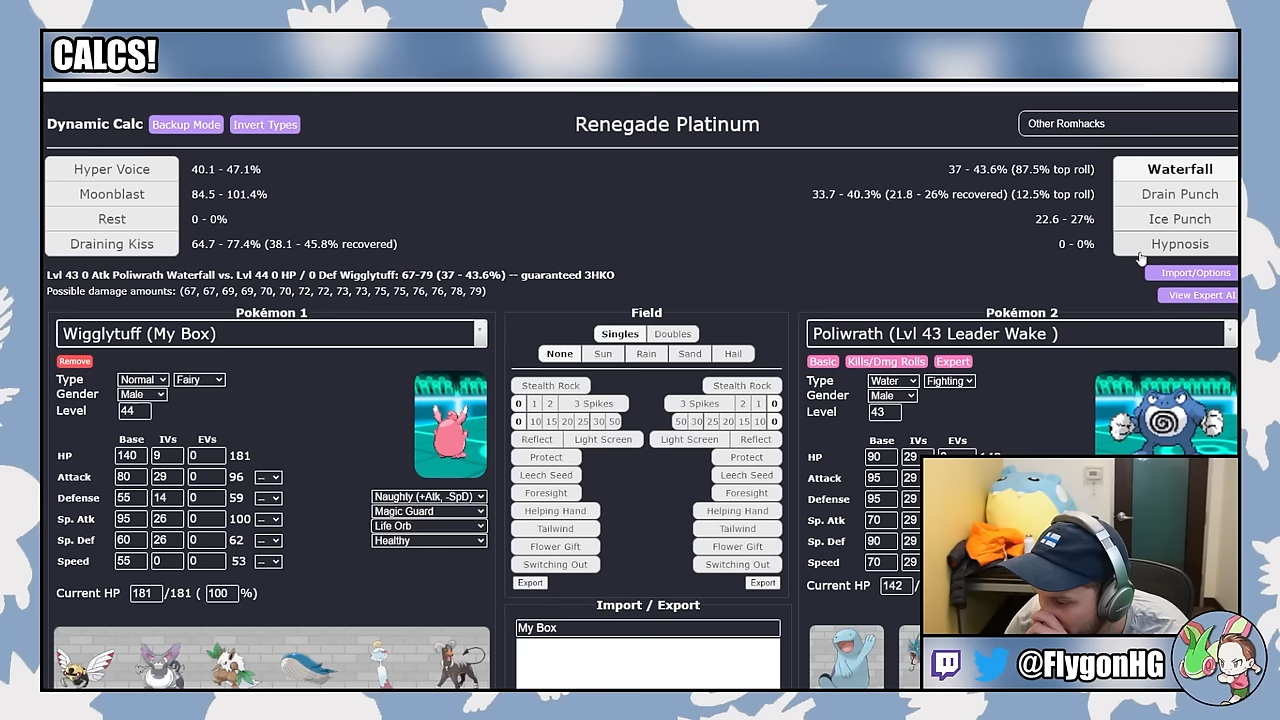 CALCS!
Dynamic Calc Backup Mode Invert Types Renegade Platinum Other Romhacks
Hyper Voice 40.1 - 47.1% 37 - 43.6% (87.5% top roll) Waterfall
Moonblast 84.5 - 101.4% 33.7 - 40.3% (21.8 - 26% recovered) (12.5% top roll) Drain Punch
Rest 0 - 0% 22.6 - 27% Ice Punch
Draining Kiss 64.7 - 77.4% (38.1 - 45.8% recovered) 0 - 0% Hypnosis
Lvl 43 0 Atk Poliwrath Waterfall vs. Lvl 44 0 HP / 0 Def Wigglytuff: 67-79 (37 - 43.6%) -- guaranteed 3HKO
Import/Options
Possible damage amounts: (67, 67, 69, 69, 70, 70, 72, 72, 73, 73, 75, 75, 76, 76, 78, 79)
View Expert AI
Pokémon 1
Wigglytuff (My Box)
Remove
Type Normal Fairy
Gender Male
Level 44
Base IVs EVs
HP 140 9 0 181
Attack 80 29 0 96 --
Defense 55 14 0 59 --
Sp. Atk 95 26 0 100 --
Sp. Def 60 26 0 62 --
Speed 55 0 0 53 --
Naughty (+Atk, -SpD)
Magic Guard
Life Orb
Healthy
Current HP 181 /181 ( 100 %)
Field
Singles Doubles
None Sun Rain Sand Hail
Stealth Rock Stealth Rock
0 1 2 3 Spikes 3 Spikes 2 1 0
0 10 15 20 25 30 50 50 30 25 20 15 10 0
Reflect Light Screen Light Screen Reflect
Protect Protect
Leech Seed Leech Seed
Foresight Foresight
Helping Hand Helping Hand
Tailwind Tailwind
Flower Gift Flower Gift
Switching Out Switching Out
Export Export
Import / Export
My Box
Pokémon 2
Poliwrath (Lvl 43 Leader Wake )
Basic Kills/Dmg Rolls Expert
Type Water Fighting
Gender Male
Level 43
Base IVs EVs
HP 90 29
Attack 95 29
Defense 95 29
Sp. Atk 70 29
Sp. Def 90 29
Speed 70 29
Current HP 142 /
@FlygonHG